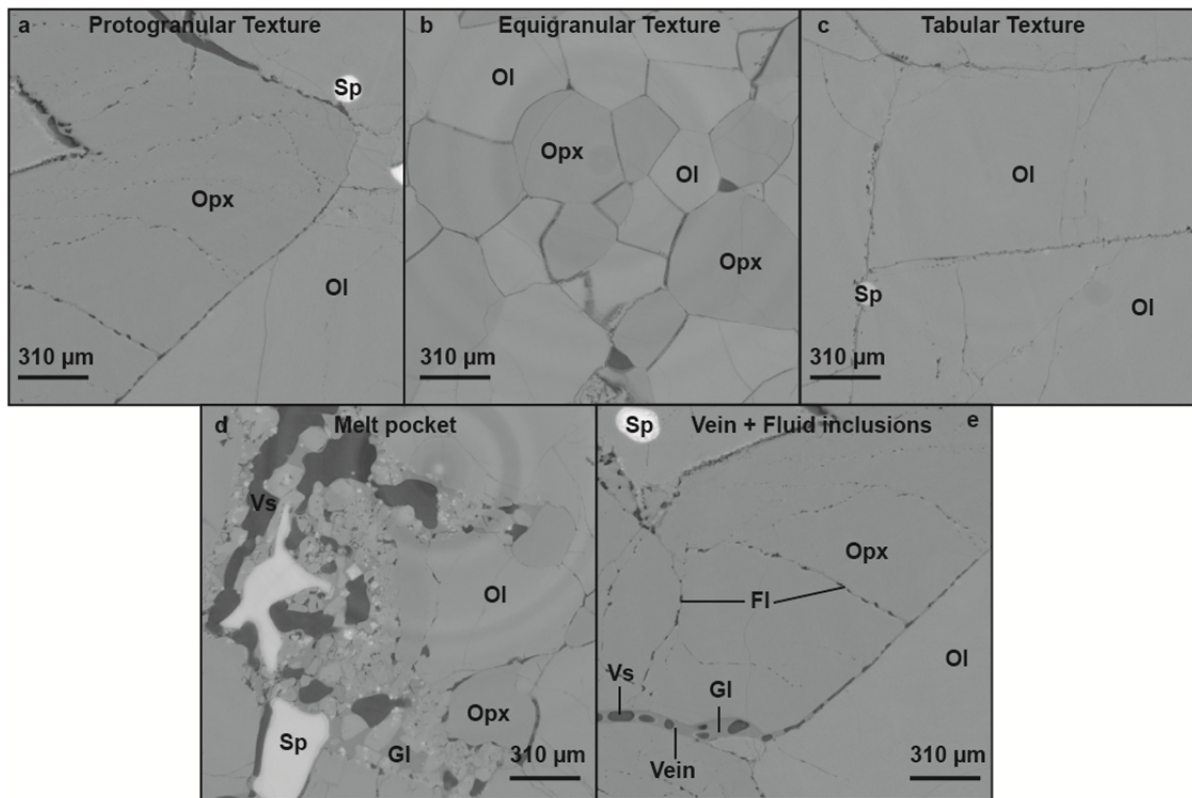 a Protogranular Texture
Sp
Opx
Ol
310 µm
b Equigranular Texture
Ol
Opx
Ol
Opx
310 µm
c Tabular Texture
Ol
Sp
Ol
310 µm
d Melt pocket
Vs
Ol
Opx
Sp
Gl
310 µm
Sp Vein + Fluid inclusions e
Opx
Fl
Ol
Vs
Gl
Vein
310 µm